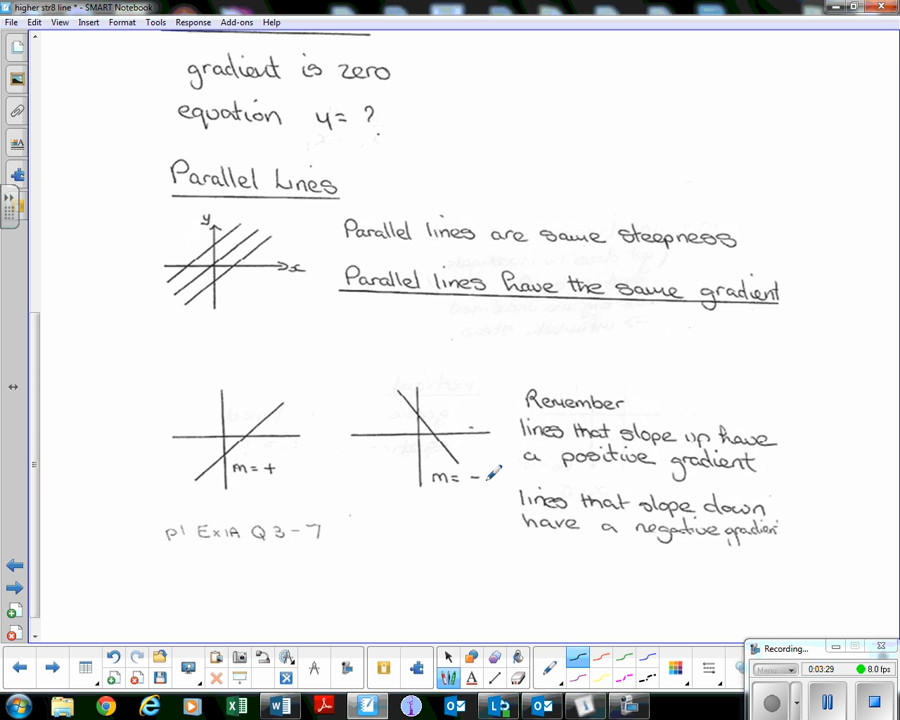 higher str8 line * - SMART Notebook
File Edit View Insert Format Tools Response Add-ons Help
gradient is zero
equation y= ?
Parallel Lines
y
x
Parallel lines are same steepness
Parallel lines have the same gradient
m= +
m= -
Remember
lines that slope up have
a positive gradient
lines that slope down
have a negative gradient
p1 Ex1A Q 3-7
Recording...
Menu
03:29
8.0 fps